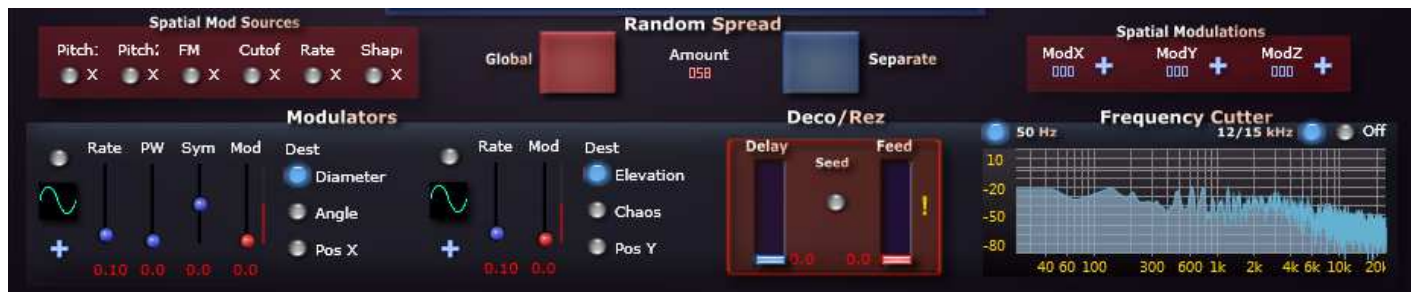 Spatial Mod Sources
Pitch: Pitch: FM Cutof Rate Shap
X X X X X X
Random Spread
Global
Amount
058
Separate
Spatial Modulations
ModX ModY ModZ
000 000 000
Modulators
Rate PW Sym Mod Dest
Diameter
Angle
Pos X
0.10 0.0 0.0 0.0
Rate Mod Dest
Elevation
Chaos
Pos Y
0.10 0.0
Deco/Rez
Delay Seed Feed
!
0.0 0.0
Frequency Cutter
50 Hz 12/15 kHz Off
10
-20
-50
-80
40 60 100 300 600 1k 2k 4k 6k 10k 20k